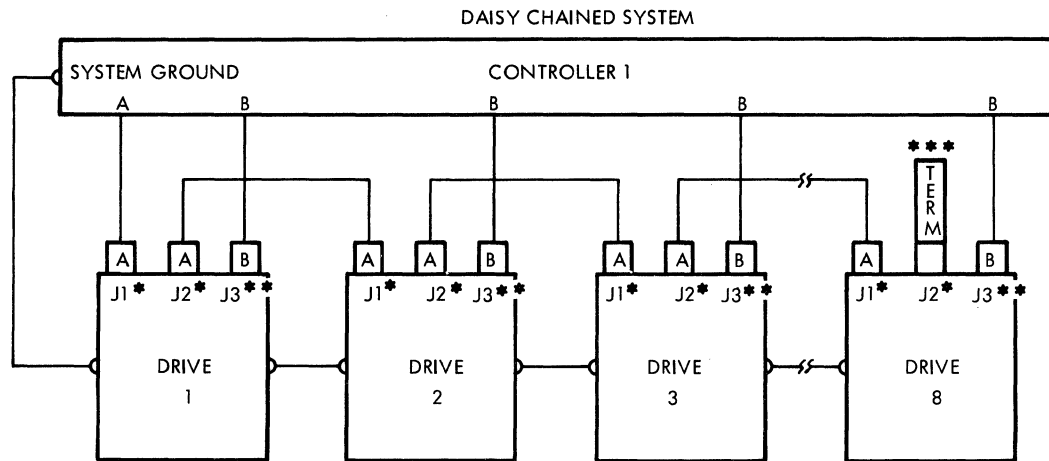 DAISY CHAINED SYSTEM
SYSTEM GROUND CONTROLLER 1
A B B B B
***
TERM
A A B A A B A A B A B
J1* J2* J3** J1* J2* J3** J1* J2* J3** J1* J2* J3**
DRIVE DRIVE DRIVE DRIVE
1 2 3 8